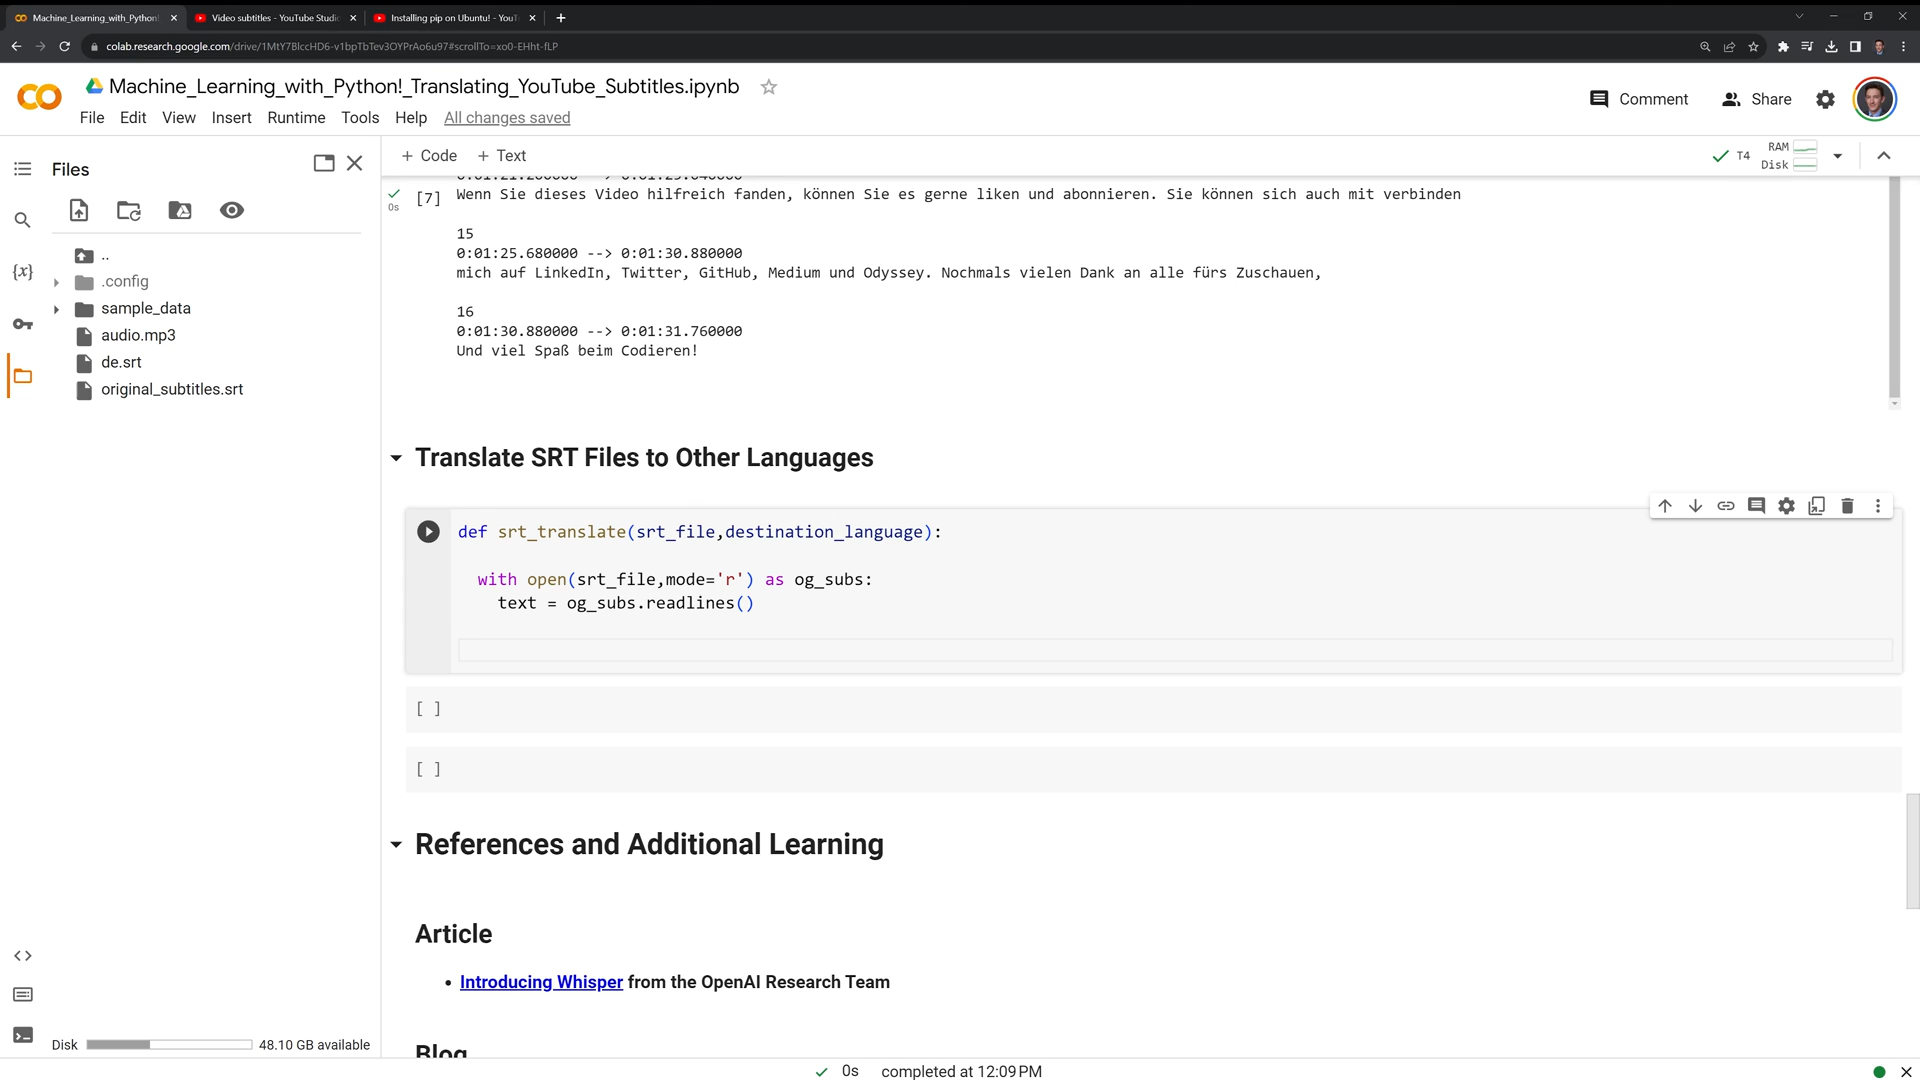 Machine_Learning_with_Python!
Video subtitles - YouTube Studio
Installing pip on Ubuntu! - YouT
colab.research.google.com/drive/1MtY7BlccHD6-v1bpTbTev3OYPrAo6u97#scrollTo=xo0-EHht-fLP
Machine_Learning_with_Python!_Translating_YouTube_Subtitles.ipynb
Comment
Share
File Edit View Insert Runtime Tools Help All changes saved
Files
+ Code + Text
T4
RAM
Disk
..
.config
sample_data
audio.mp3
de.srt
original_subtitles.srt
{x}
0s
[7]
Wenn Sie dieses Video hilfreich fanden, können Sie es gerne liken und abonnieren. Sie können sich auch mit verbinden
15
0:01:25.680000 --> 0:01:30.880000
mich auf LinkedIn, Twitter, GitHub, Medium und Odyssey. Nochmals vielen Dank an alle fürs Zuschauen,
16
0:01:30.880000 --> 0:01:31.760000
Und viel Spaß beim Codieren!
Translate SRT Files to Other Languages
def srt_translate(srt_file,destination_language):
with open(srt_file,mode='r') as og_subs:
text = og_subs.readlines()
[ ]
[ ]
References and Additional Learning
Article
• Introducing Whisper from the OpenAI Research Team
Blog
Disk
48.10 GB available
0s completed at 12:09 PM